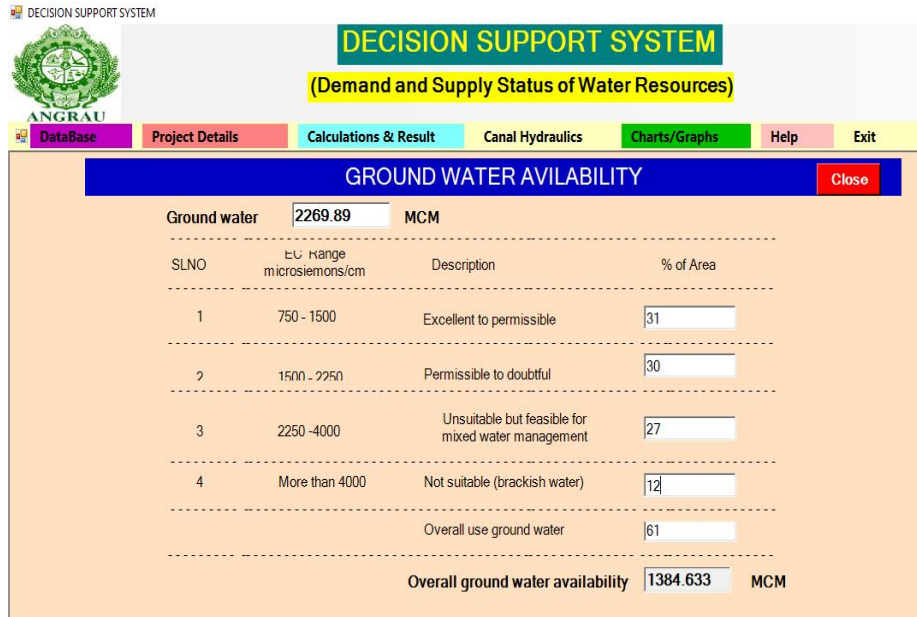 DECISION SUPPORT SYSTEM
DECISION SUPPORT SYSTEM
(Demand and Supply Status of Water Resources)
ANGRAU
DataBase Project Details Calculations & Result Canal Hydraulics Charts/Graphs Help Exit
GROUND WATER AVILABILITY Close
Ground water 2269.89 MCM
SLNO EC Range microsiemons/cm Description % of Area
1 750 - 1500 Excellent to permissible 31
2 1500 - 2250 Permissible to doubtful 30
3 2250 -4000 Unsuitable but feasible for mixed water management 27
4 More than 4000 Not suitable (brackish water) 12
Overall use ground water 61
Overall ground water availability 1384.633 MCM